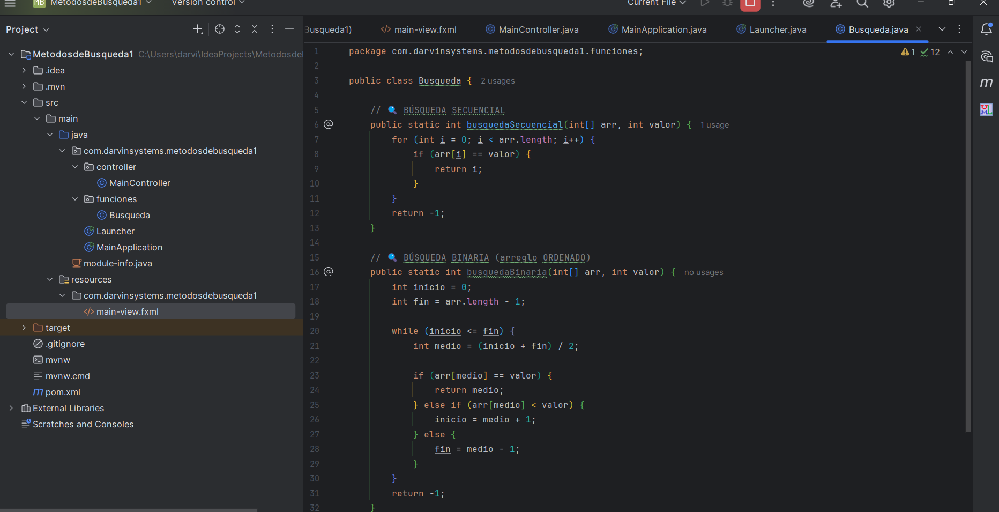 MB MetodosdeBusqueda1 Version control Current File
Project
Busqueda1) main-view.fxml MainController.java MainApplication.java Launcher.java Busqueda.java
MetodosdeBusqueda1 C:\Users\darvi\IdeaProjects\Metodosde
.idea
.mvn
src
main
java
com.darvinsystems.metodosdebusqueda1
controller
MainController
funciones
Busqueda
Launcher
MainApplication
module-info.java
resources
com.darvinsystems.metodosdebusqueda1
main-view.fxml
target
.gitignore
mvnw
mvnw.cmd
pom.xml
External Libraries
Scratches and Consoles
1 12
1 package com.darvinsystems.metodosdebusqueda1.funciones;
2
3 public class Busqueda { 2 usages
4
5 // 🔍 BÚSQUEDA SECUENCIAL
6 @ public static int busquedaSecuencial(int[] arr, int valor) { 1 usage
7 for (int i = 0; i < arr.length; i++) {
8 if (arr[i] == valor) {
9 return i;
10 }
11 }
12 return -1;
13 }
14
15 // 🔍 BÚSQUEDA BINARIA (arreglo ORDENADO)
16 @ public static int busquedaBinaria(int[] arr, int valor) { no usages
17 int inicio = 0;
18 int fin = arr.length - 1;
19
20 while (inicio <= fin) {
21 int medio = (inicio + fin) / 2;
22
23 if (arr[medio] == valor) {
24 return medio;
25 } else if (arr[medio] < valor) {
26 inicio = medio + 1;
27 } else {
28 fin = medio - 1;
29 }
30 }
31 return -1;
32 }